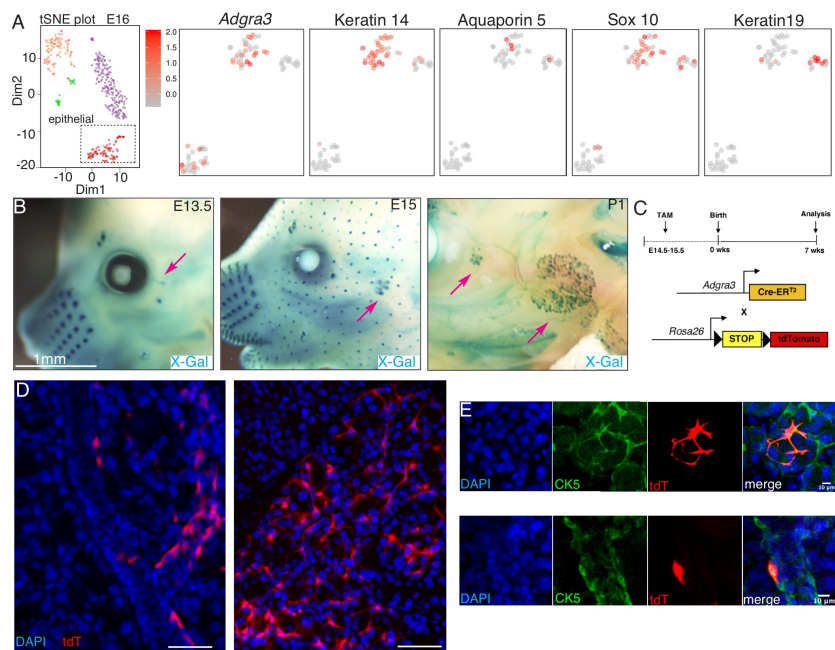 A
tSNE plot E16
Dim2
10
0
-10
-20
epithelial
-10 0 10
Dim1
2.0
1.5
1.0
0.5
0.0
Adgra3
Keratin 14
Aquaporin 5
Sox 10
Keratin19
B
E13.5
1mm
X-Gal
E15
X-Gal
P1
X-Gal
C
TAM Birth Analysis
E14.5-15.5 0 wks 7 wks
Adgra3 Cre-ERT2
X
Rosa26 STOP tdTomato
D
DAPI tdT
E
DAPI CK5 tdT merge
10 µm
DAPI CK5 tdT merge
10 µm